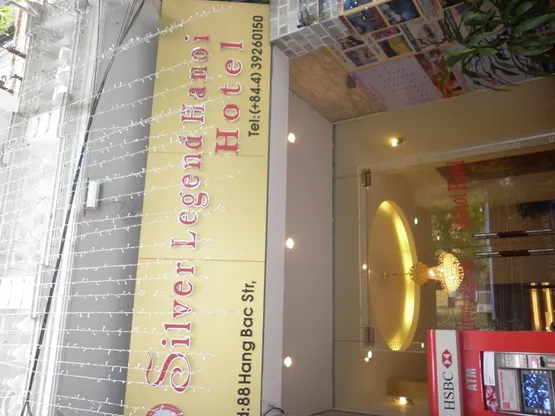 Silver Legend Hanoi
Hotel
d:88 Hang Bac Str,
Tel:(+84-4) 39260150
HSBC
ATM